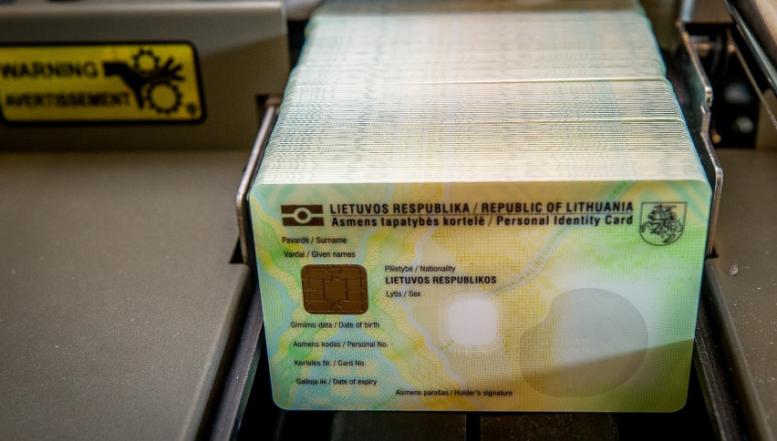 WARNING
AVERTISSEMENT
LIETUVOS RESPUBLIKA / REPUBLIC OF LITHUANIA
Asmens tapatybės kortelė / Personal Identity Card
Pavardė / Surname
Vardai / Given names
Pilietybė / Nationality
LIETUVOS RESPUBLIKOS
Lytis / Sex
Gimimo data / Date of birth
Asmens kodas / Personal No.
Kortelės Nr. / Card No.
Galioja iki / Date of expiry
Asmens parašas / Holder's signature